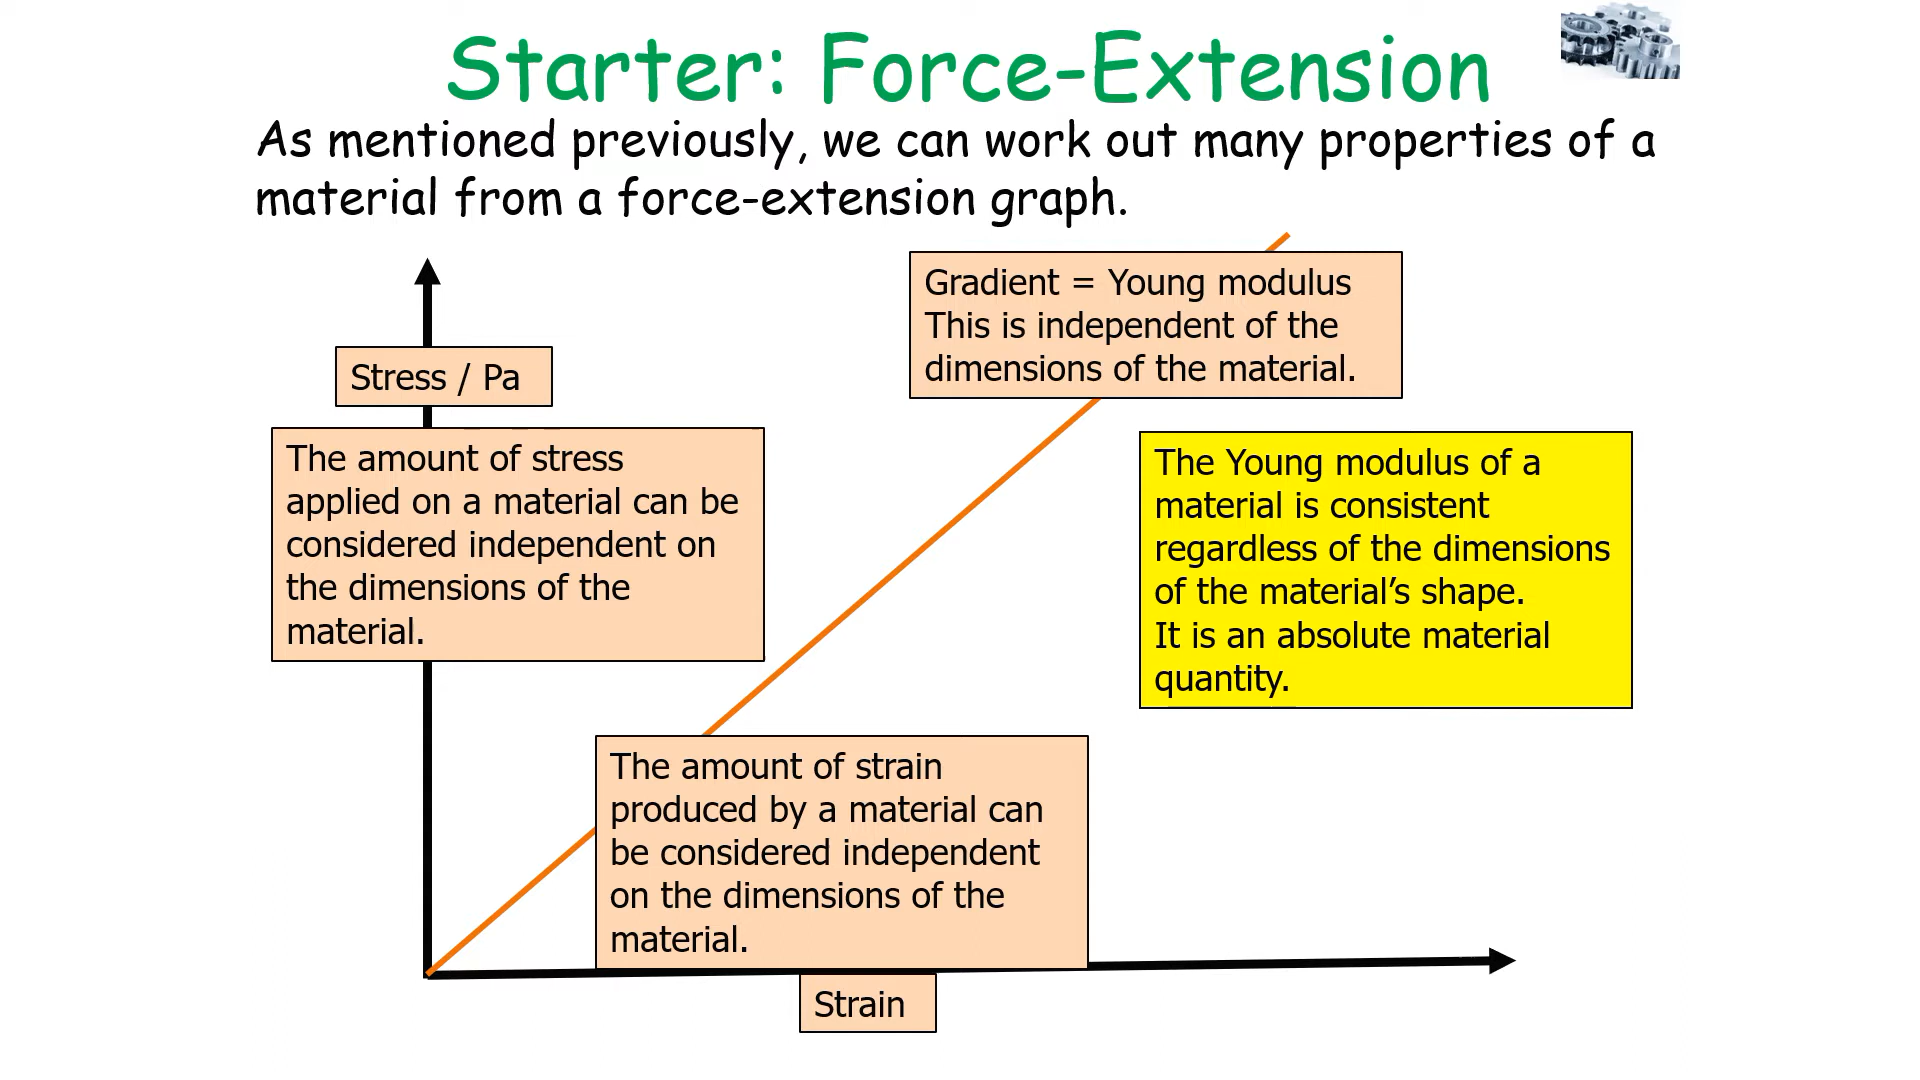 Starter: Force-Extension
As mentioned previously, we can work out many properties of a
material from a force-extension graph.
Gradient = Young modulus
This is independent of the
dimensions of the material.
Stress / Pa
The amount of stress
applied on a material can be
considered independent on
the dimensions of the
material.
The Young modulus of a
material is consistent
regardless of the dimensions
of the material’s shape.
It is an absolute material
quantity.
The amount of strain
produced by a material can
be considered independent
on the dimensions of the
material.
Strain